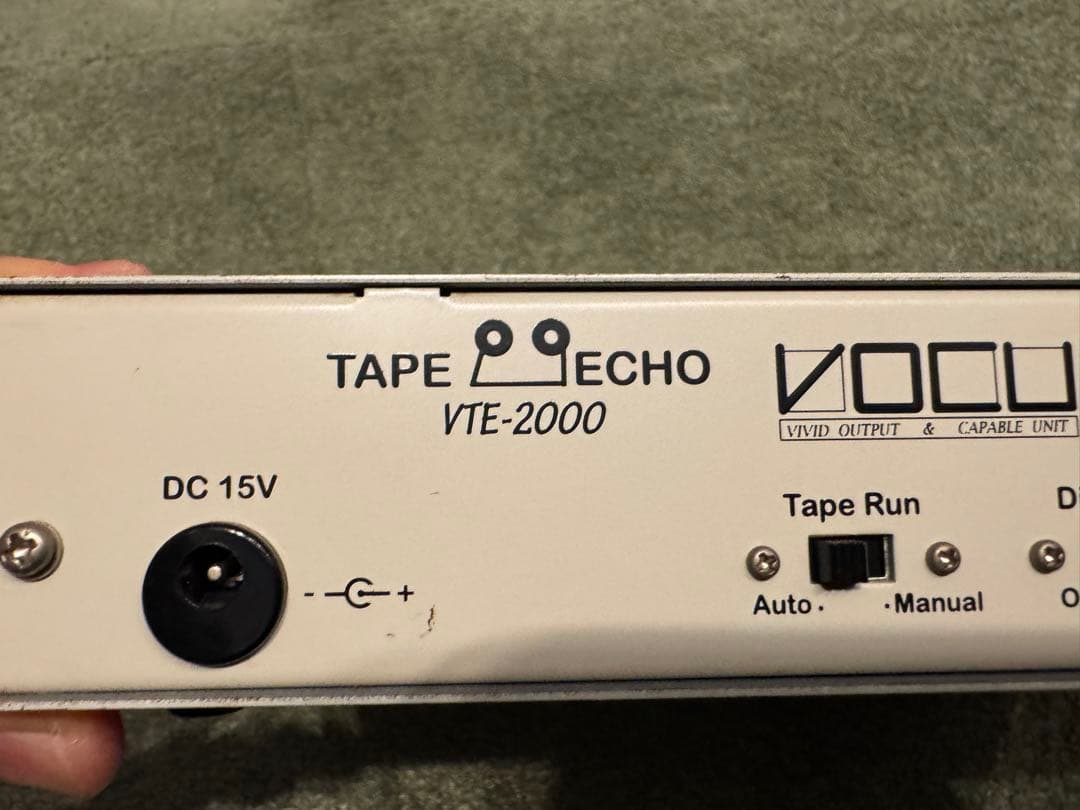 TAPE ECHO
VTE-2000
VOCU
VIVID OUTPUT & CAPABLE UNIT
DC 15V
- +
Tape Run
Auto · · Manual